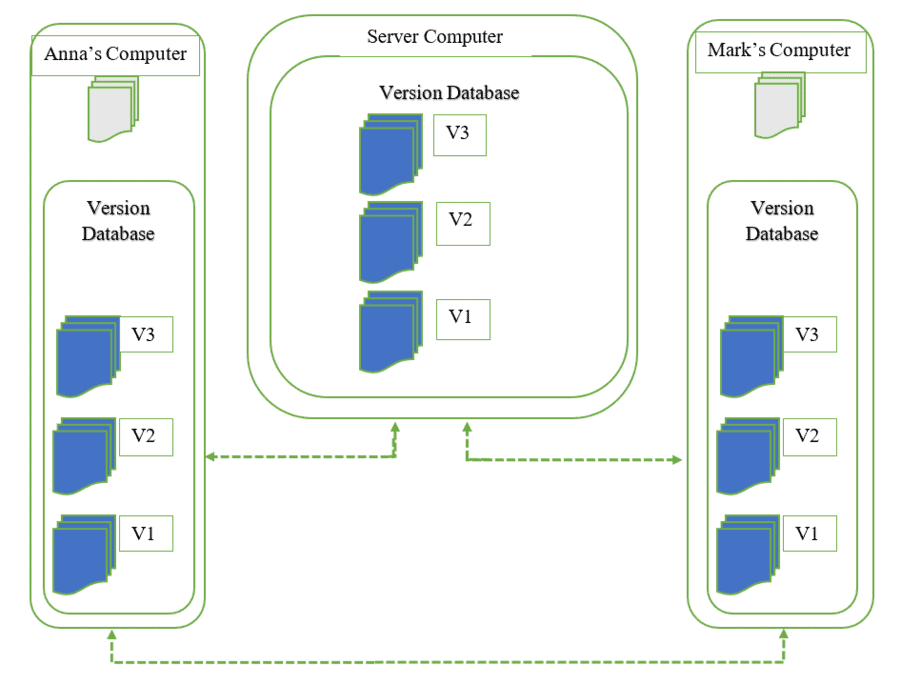 Anna’s Computer
Version
Database
V3
V2
V1
Server Computer
Version Database
V3
V2
V1
Mark’s Computer
Version
Database
V3
V2
V1